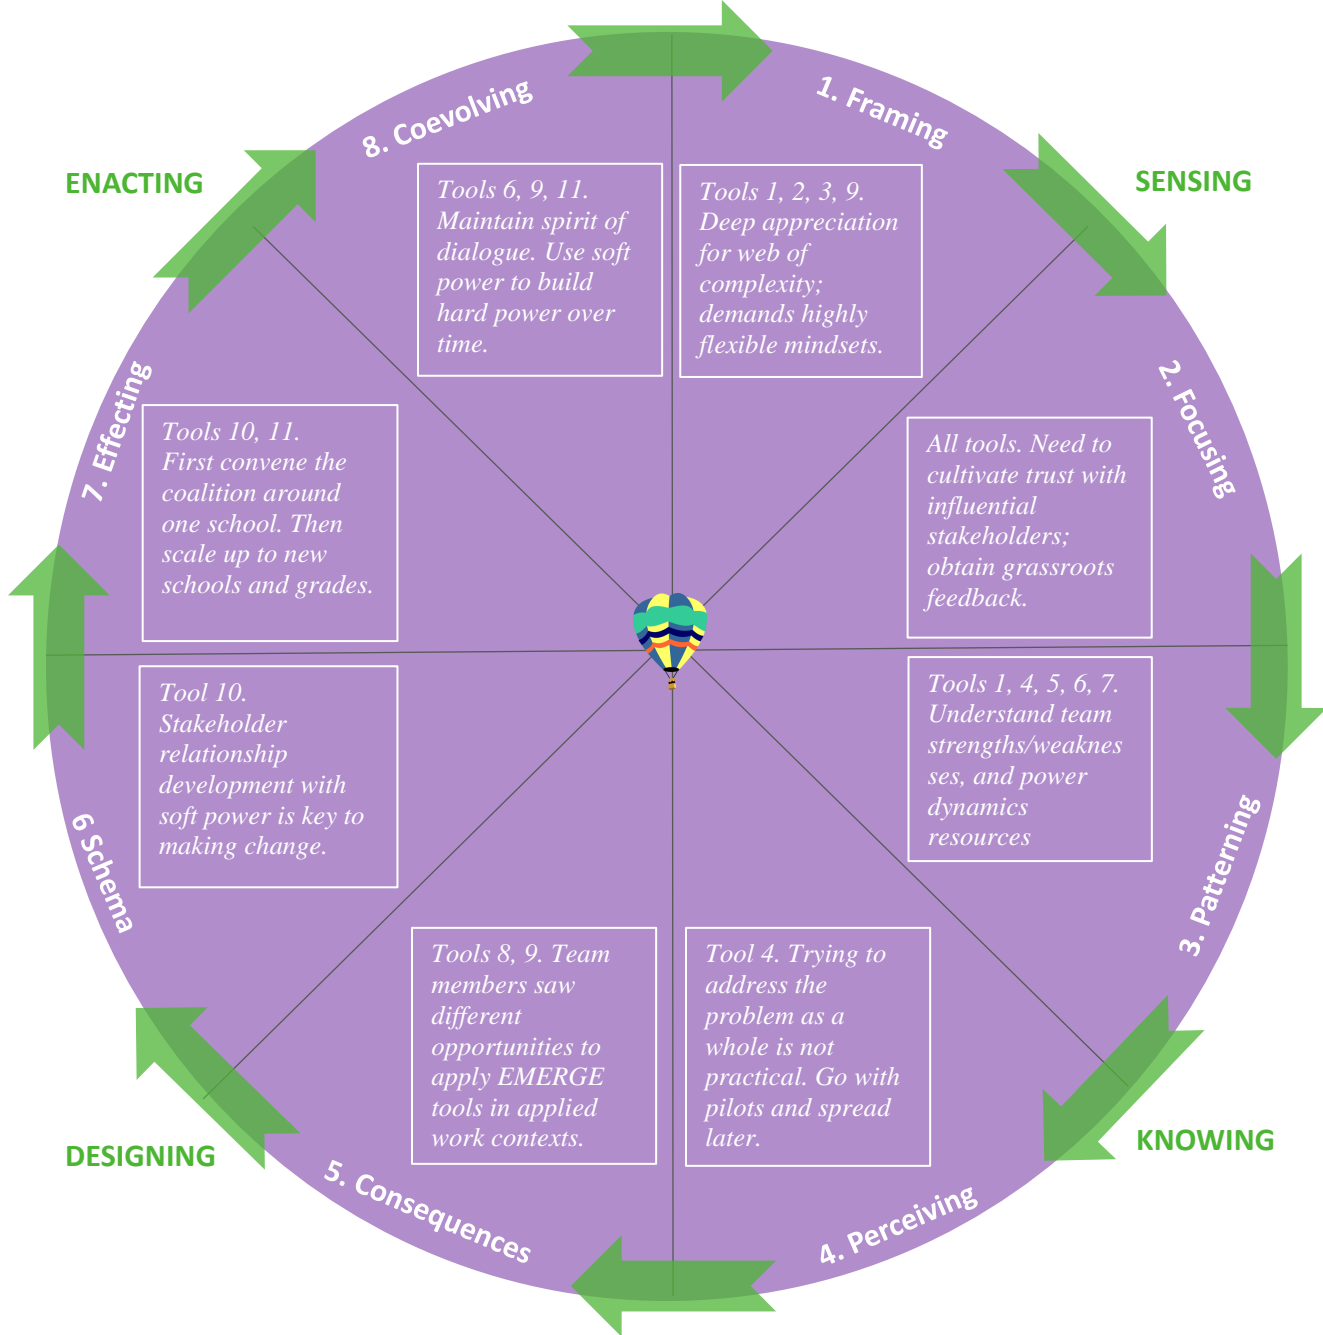 1. Framing
SENSING
Tools 1, 2, 3, 9.
Deep appreciation
for web of
complexity;
demands highly
flexible mindsets.
2. Focusing
All tools. Need to
cultivate trust with
influential
stakeholders;
obtain grassroots
feedback.
3. Patterning
Tools 1, 4, 5, 6, 7.
Understand team
strengths/weaknes
ses, and power
dynamics
resources
KNOWING
4. Perceiving
Tool 4. Trying to
address the
problem as a
whole is not
practical. Go with
pilots and spread
later.
5. Consequences
Tools 8, 9. Team
members saw
different
opportunities to
apply EMERGE
tools in applied
work contexts.
DESIGNING
6 Schema
Tool 10.
Stakeholder
relationship
development with
soft power is key to
making change.
7. Effecting
Tools 10, 11.
First convene the
coalition around
one school. Then
scale up to new
schools and grades.
ENACTING
8. Coevolving
Tools 6, 9, 11.
Maintain spirit of
dialogue. Use soft
power to build
hard power over
time.